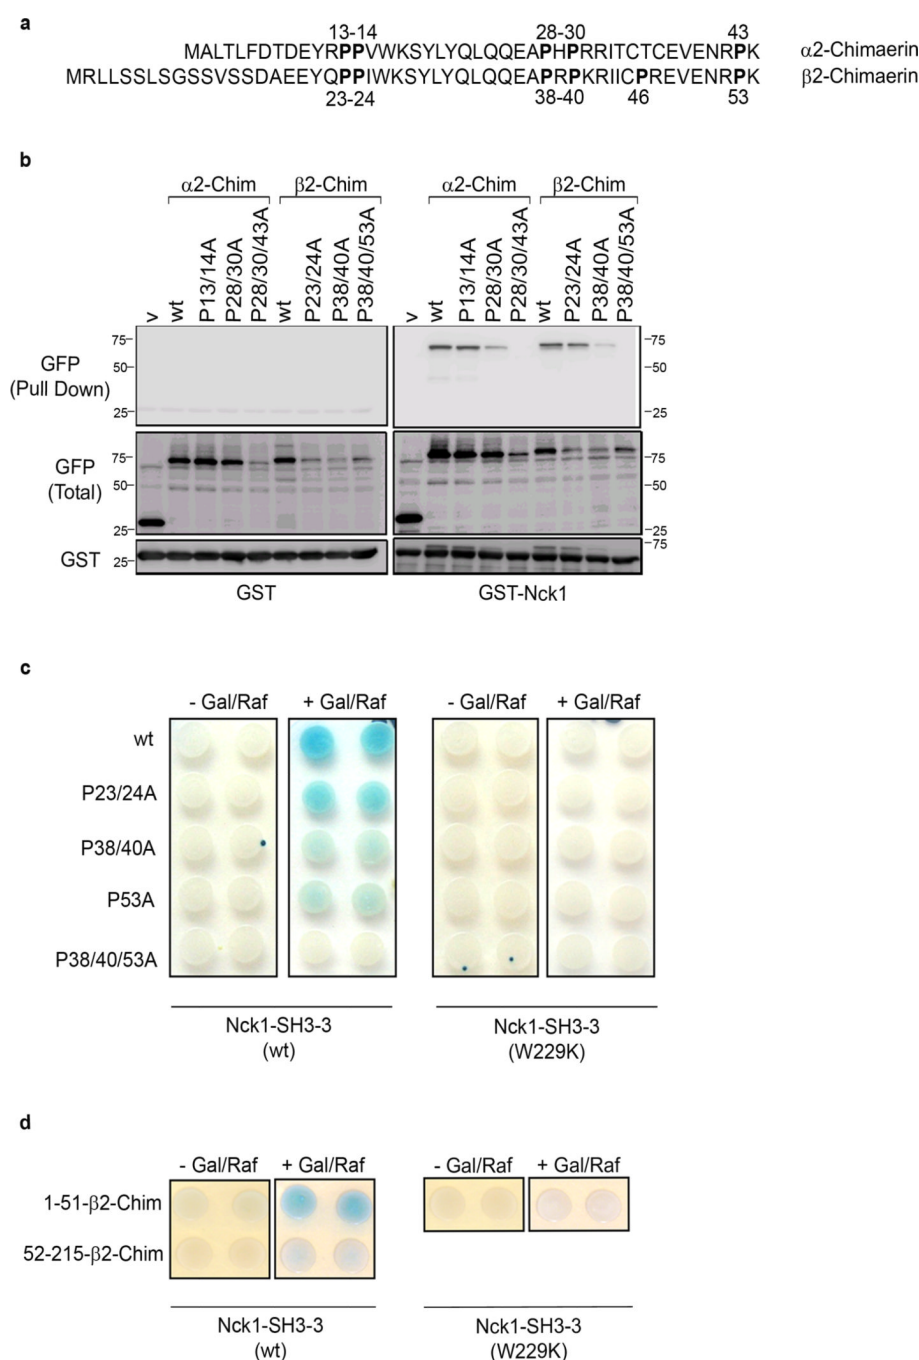 a
13-14 28-30 43
MALTLFDTDEYRPPVWKSYLYQLQQEAPHPRRITCTCEVENRPK α2-Chimaerin
MRLLSSLSGSSVSSDAEEYQPPIWKSYLYQLQQEAPRPKRIICPREVENRPK β2-Chimaerin
23-24 38-40 46 53
b
α2-Chim β2-Chim α2-Chim β2-Chim
v wt P13/14A P28/30A P28/30/43A wt P23/24A P38/40A P38/40/53A v wt P13/14A P28/30A P28/30/43A wt P23/24A P38/40A P38/40/53A
GFP
(Pull Down)
75
50
25
75
50
25
GFP
(Total)
75
50
25
75
50
25
GST
25
75
GST GST-Nck1
c
- Gal/Raf + Gal/Raf - Gal/Raf + Gal/Raf
wt
P23/24A
P38/40A
P53A
P38/40/53A
Nck1-SH3-3
(wt)
Nck1-SH3-3
(W229K)
d
- Gal/Raf + Gal/Raf - Gal/Raf + Gal/Raf
1-51-β2-Chim
52-215-β2-Chim
Nck1-SH3-3
(wt)
Nck1-SH3-3
(W229K)